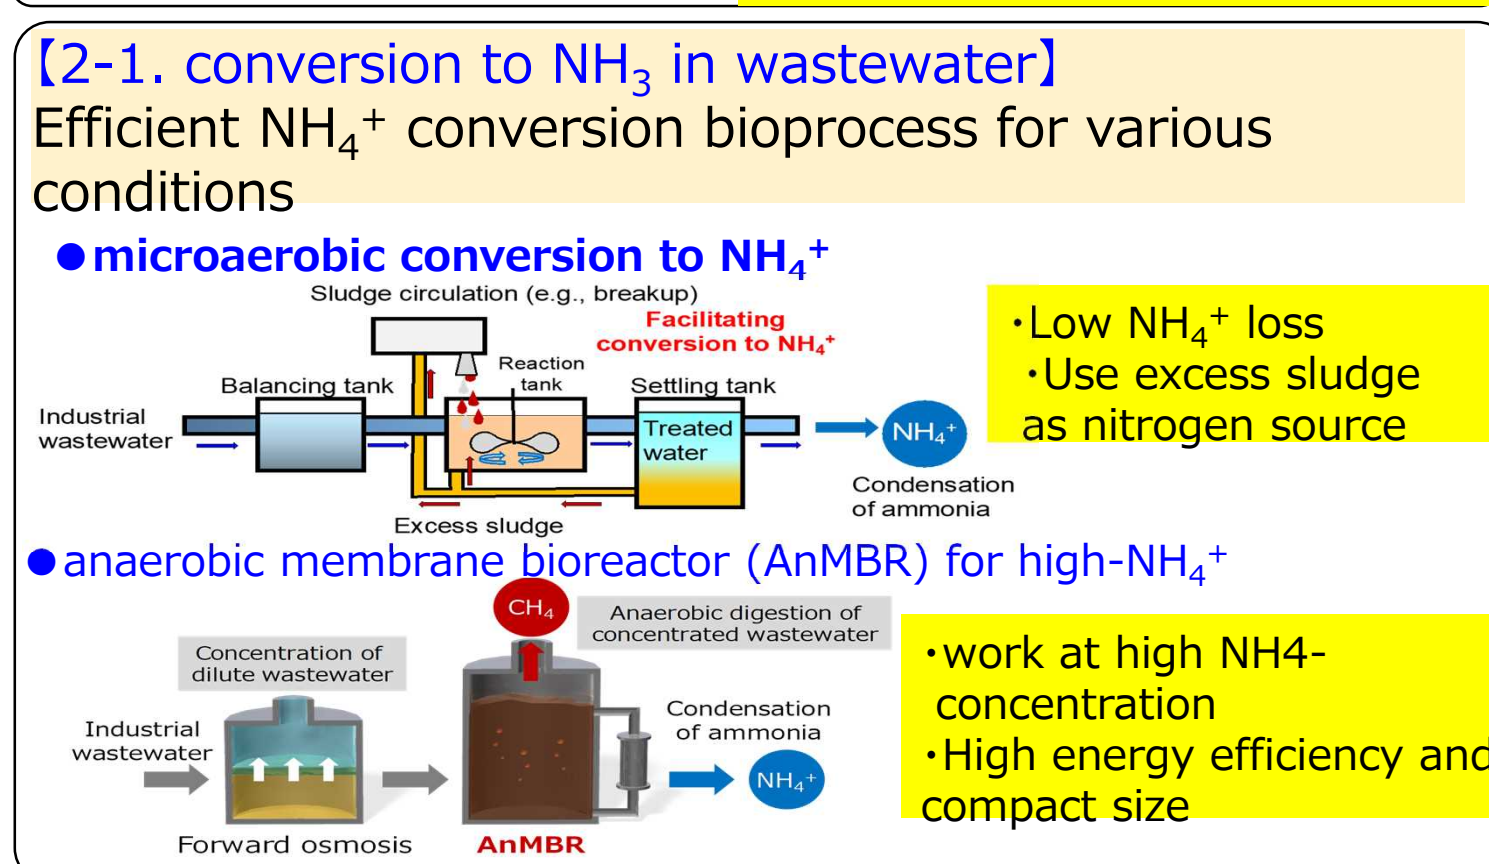 【2-1. conversion to NH₃ in wastewater】
Efficient NH₄⁺ conversion bioprocess for various
conditions
●microaerobic conversion to NH₄⁺
Sludge circulation (e.g., breakup)
Facilitating
conversion to NH₄⁺
Reaction
tank
Balancing tank
Settling tank
Industrial
wastewater
Treated
water
NH₄⁺
Condensation
of ammonia
Excess sludge
・Low NH₄⁺ loss
・Use excess sludge
as nitrogen source
●anaerobic membrane bioreactor (AnMBR) for high-NH₄⁺
CH₄
Anaerobic digestion of
concentrated wastewater
Concentration of
dilute wastewater
Industrial
wastewater
Condensation
of ammonia
NH₄⁺
Forward osmosis
AnMBR
・work at high NH4-
concentration
・High energy efficiency and
compact size